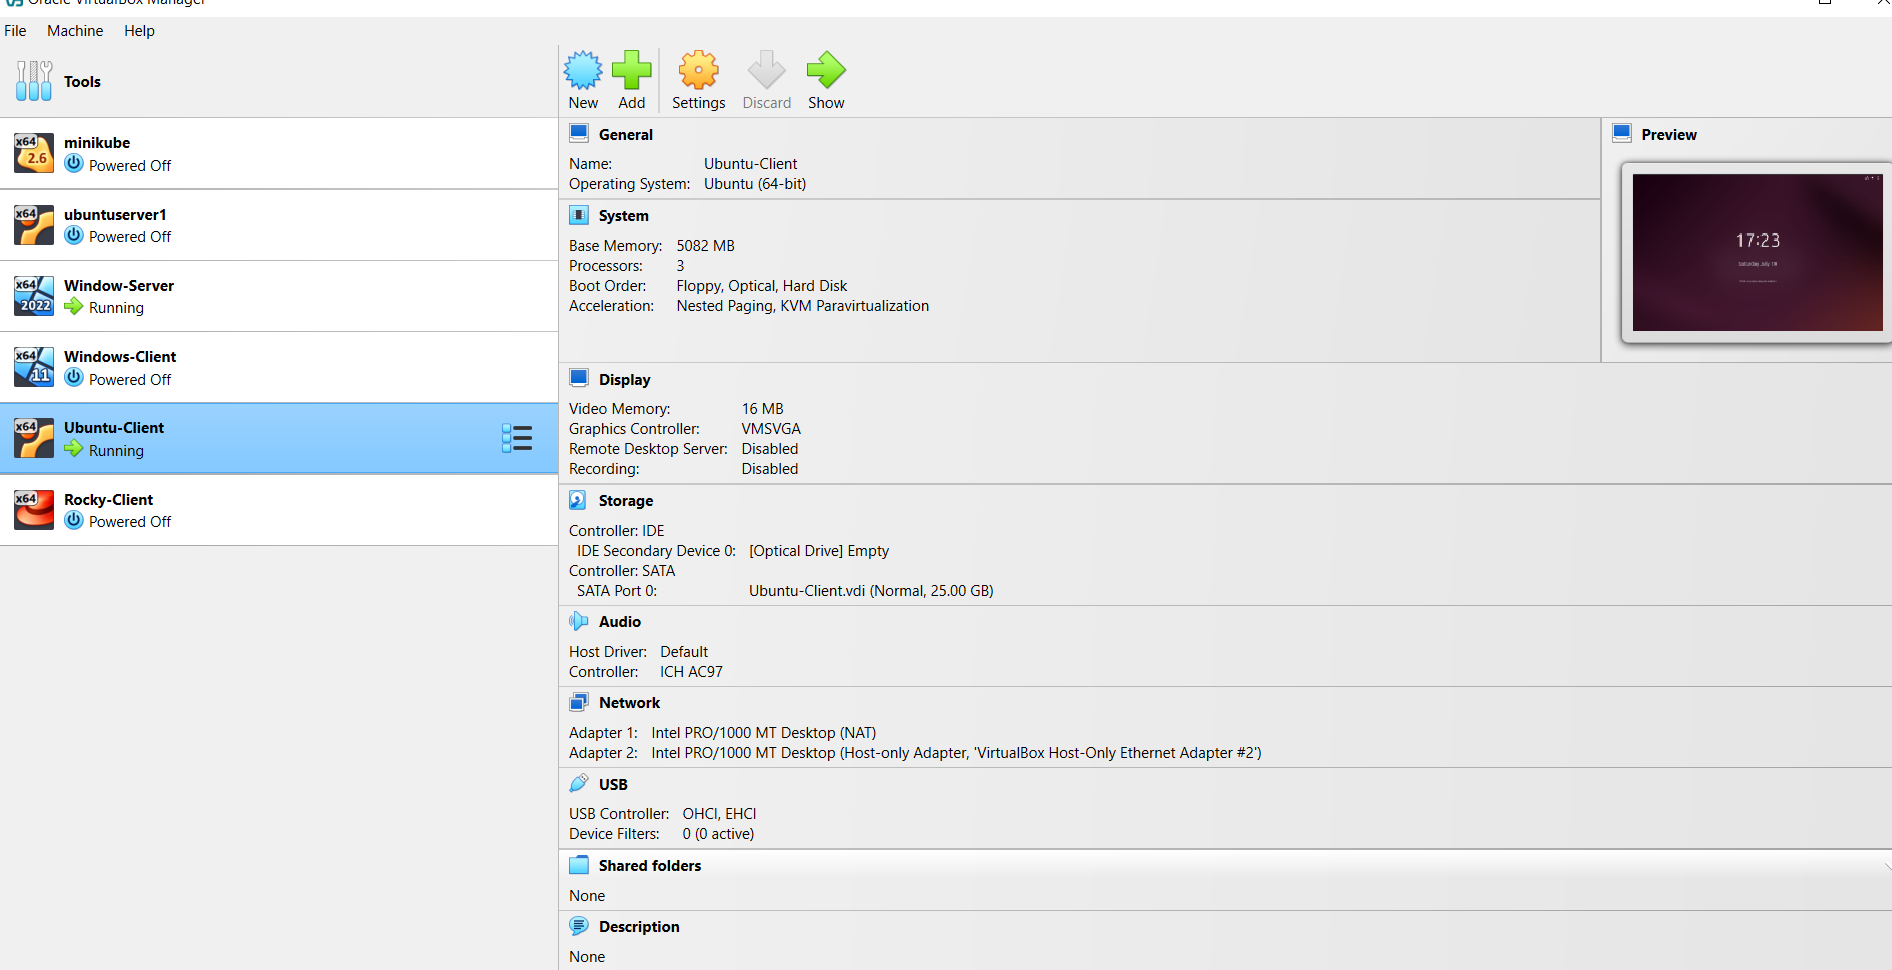 Oracle VirtualBox Manager
File Machine Help
Tools
New Add Settings Discard Show
x64
2.6
minikube
Powered Off
x64
ubuntuserver1
Powered Off
x64
2022
Window-Server
Running
x64
11
Windows-Client
Powered Off
x64
Ubuntu-Client
Running
x64
Rocky-Client
Powered Off
General
Name: Ubuntu-Client
Operating System: Ubuntu (64-bit)
System
Base Memory: 5082 MB
Processors: 3
Boot Order: Floppy, Optical, Hard Disk
Acceleration: Nested Paging, KVM Paravirtualization
Preview
17:23
Saturday, July 19
Display
Video Memory: 16 MB
Graphics Controller: VMSVGA
Remote Desktop Server: Disabled
Recording: Disabled
Storage
Controller: IDE
IDE Secondary Device 0: [Optical Drive] Empty
Controller: SATA
SATA Port 0: Ubuntu-Client.vdi (Normal, 25.00 GB)
Audio
Host Driver: Default
Controller: ICH AC97
Network
Adapter 1: Intel PRO/1000 MT Desktop (NAT)
Adapter 2: Intel PRO/1000 MT Desktop (Host-only Adapter, 'VirtualBox Host-Only Ethernet Adapter #2')
USB
USB Controller: OHCI, EHCI
Device Filters: 0 (0 active)
Shared folders
None
Description
None